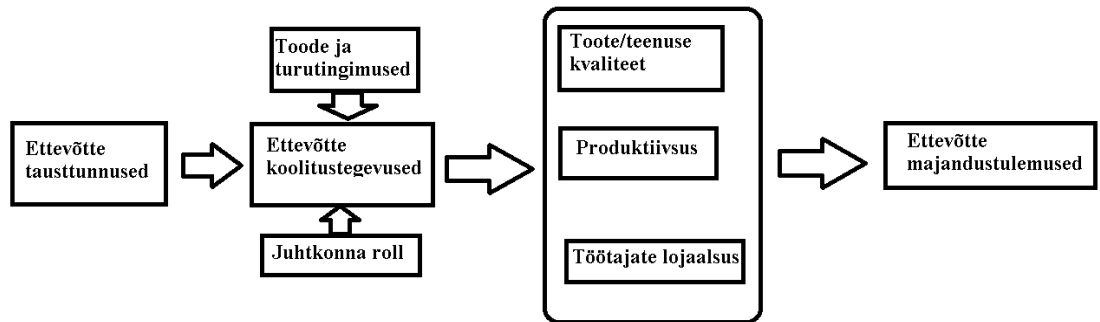 Ettevõtte
tausttunnused
Toode ja
turutingimused
Ettevõtte
koolitustegevused
Juhtkonna roll
Toote/teenuse
kvaliteet
Produktiivsus
Töötajate lojaalsus
Ettevõtte
majandustulemused